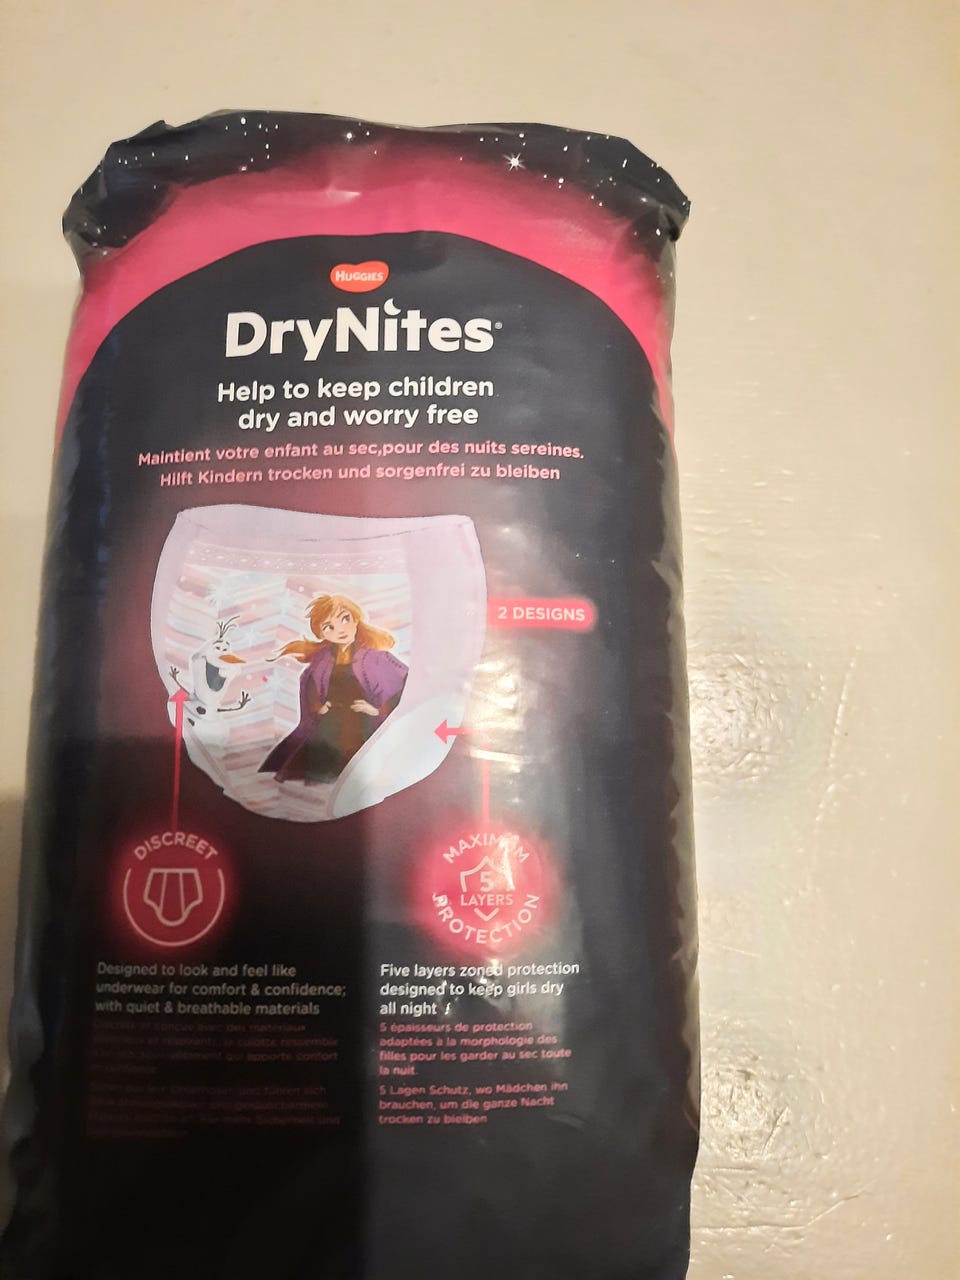 HUGGIES
DryNites®
Help to keep children
dry and worry free
Maintient votre enfant au sec,pour des nuits sereines.
Hilft Kindern trocken und sorgenfrei zu bleiben
2 DESIGNS
DISCREET
Designed to look and feel like
underwear for comfort & confidence;
with quiet & breathable materials
MAXIMUM
5
LAYERS
PROTECTION
Five layers zoned protection
designed to keep girls dry
all night
5 épaisseurs de protection
adaptées à la morphologie des
filles pour les garder au sec toute
la nuit.
5 Lagen Schutz, wo Mädchen ihn
brauchen, um die ganze Nacht
trocken zu bleiben